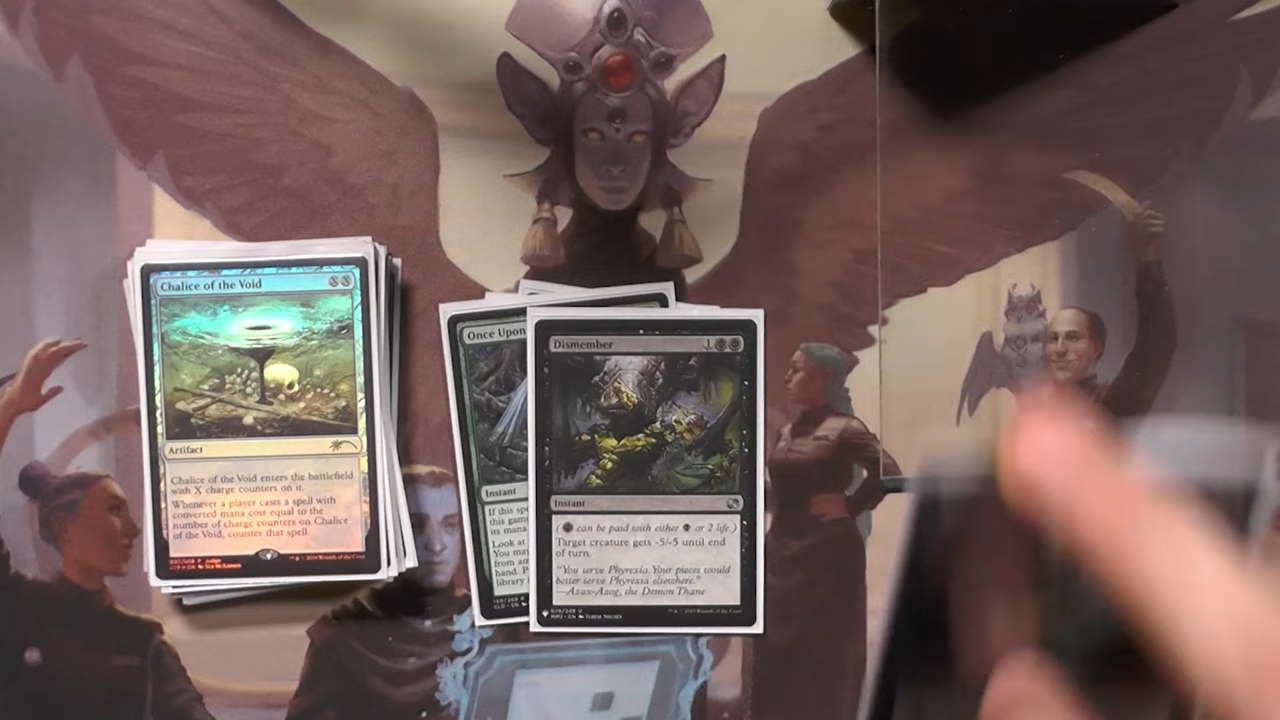 Chalice of the Void
Artifact
Chalice of the Void enters the battlefield
with X charge counters on it.
Whenever a player casts a spell with
converted mana cost equal to the
number of charge counters on Chalice
of the Void, counter that spell.
Once Upon
Instant
If this sp
this gam
its mana
Look at
You may
from am
hand. P
library
Dismember
1
Instant
( can be paid with either or 2 life.)
Target creature gets -5/-5 until end
of turn.
"You serve Phyrexia. Your pieces would
better serve Phyrexia elsewhere."
—Azax-Azog, the Demon Thane